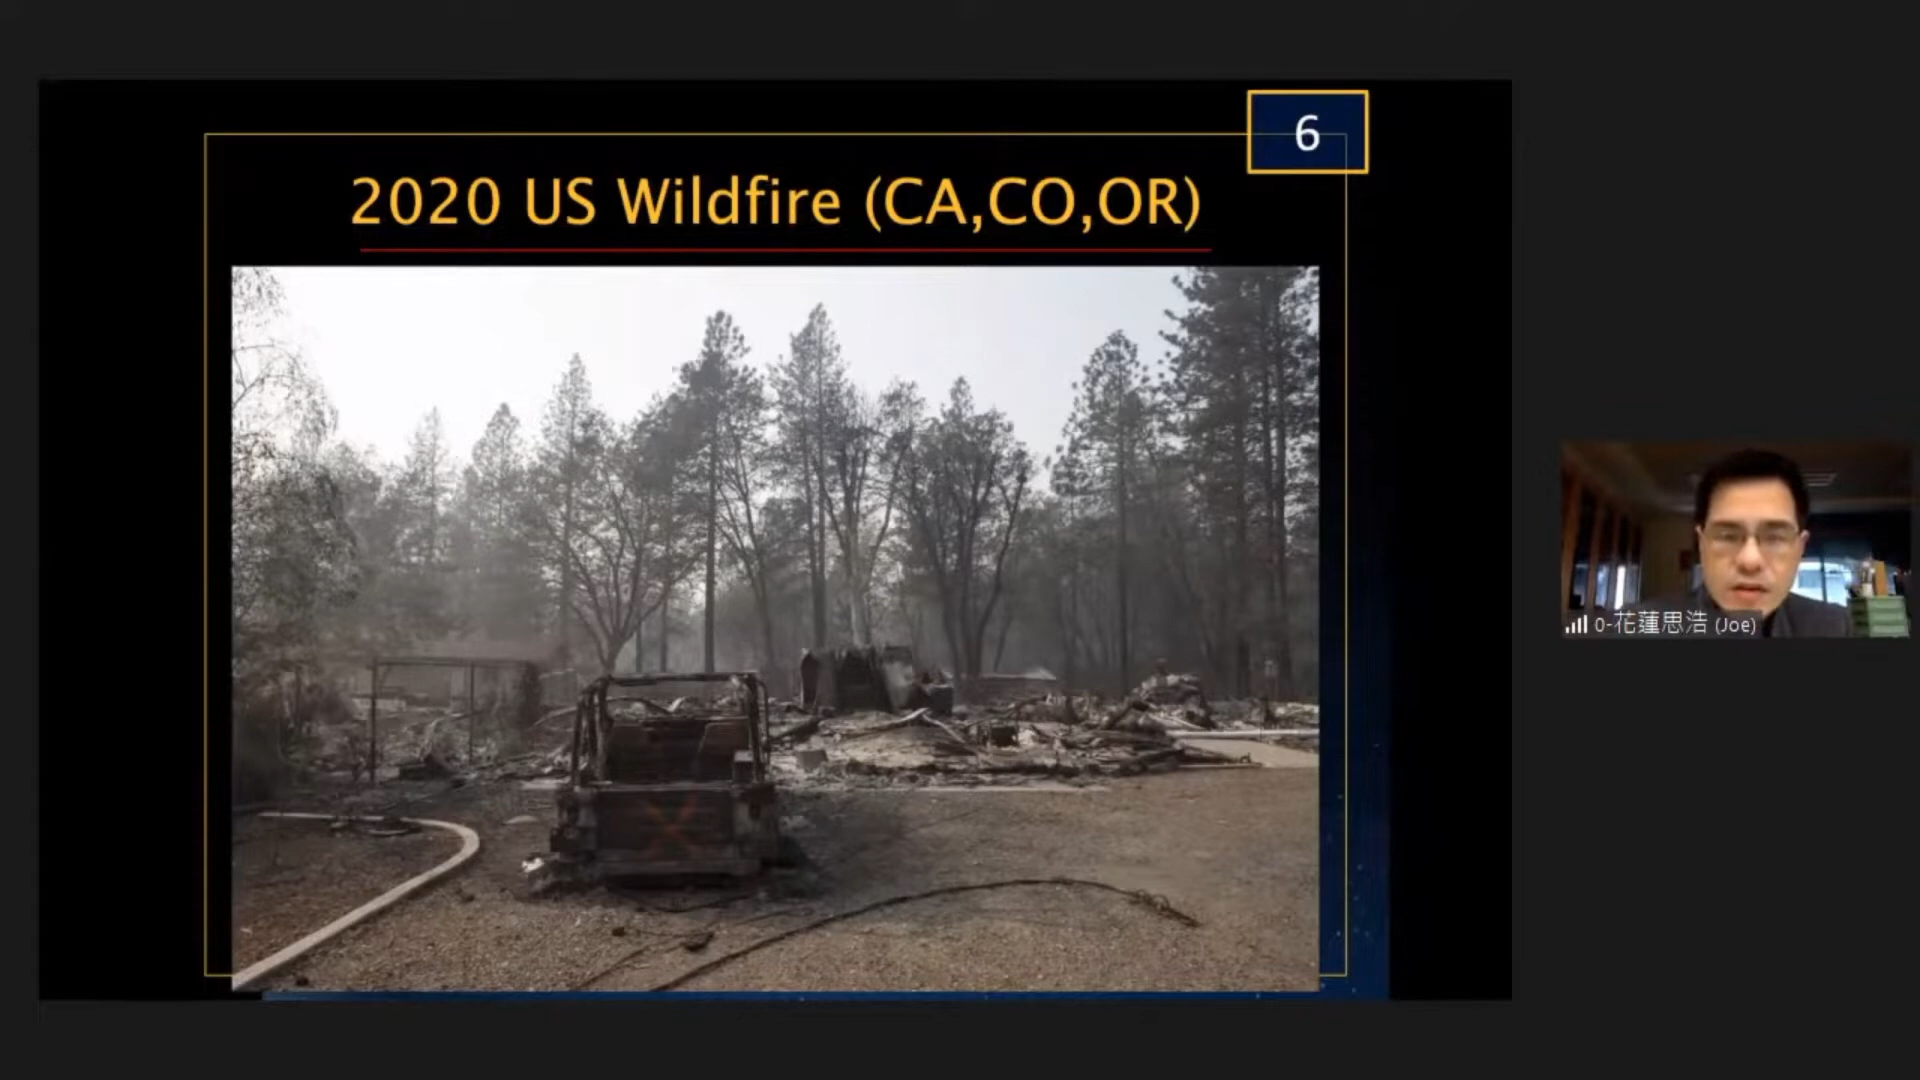 6
2020 US Wildfire (CA,CO,OR)
0-花蓮思浩 (Joe)